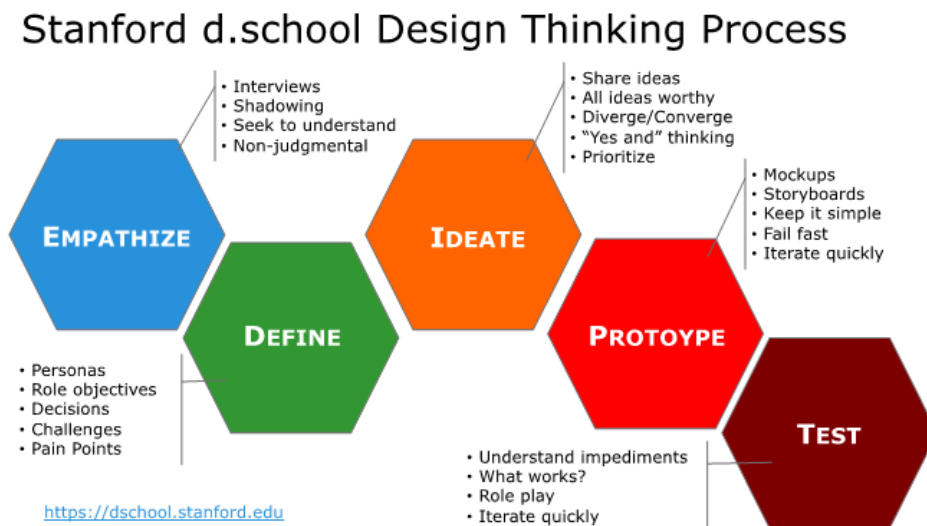 Stanford d.school Design Thinking Process
• Interviews
• Shadowing
• Seek to understand
• Non-judgmental
• Share ideas
• All ideas worthy
• Diverge/Converge
• “Yes and” thinking
• Prioritize
• Mockups
• Storyboards
• Keep it simple
• Fail fast
• Iterate quickly
EMPATHIZE
DEFINE
IDEATE
PROTOYPE
TEST
• Personas
• Role objectives
• Decisions
• Challenges
• Pain Points
• Understand impediments
• What works?
• Role play
• Iterate quickly
https://dschool.stanford.edu